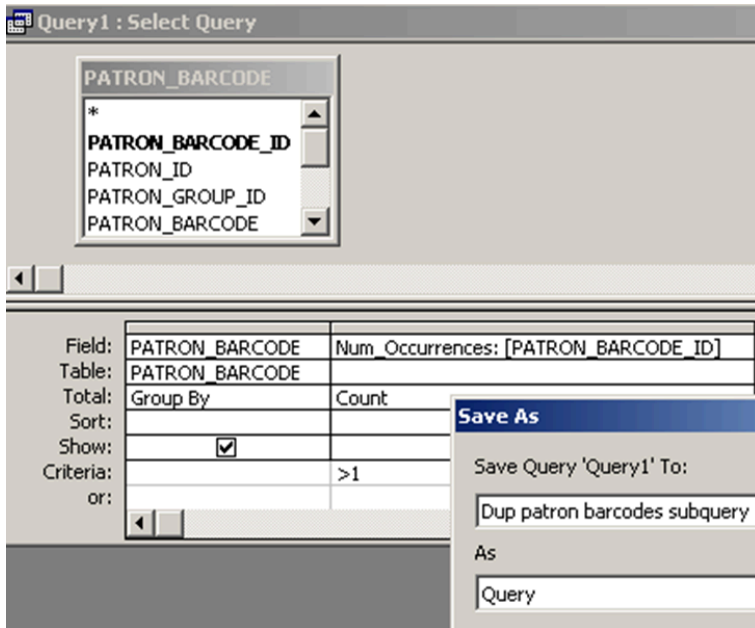 Query1 : Select Query
PATRON_BARCODE
*
PATRON_BARCODE_ID
PATRON_ID
PATRON_GROUP_ID
PATRON_BARCODE
Field: PATRON_BARCODE Num_Occurrences: [PATRON_BARCODE_ID]
Table: PATRON_BARCODE
Total: Group By Count
Sort:
Show:
Criteria: >1
or:
Save As
Save Query 'Query1' To:
Dup patron barcodes subquery
As
Query